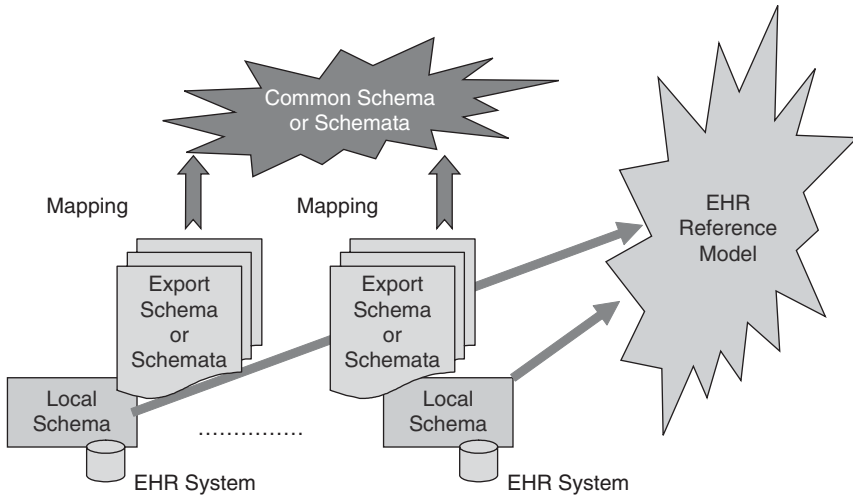 Common Schema
or Schemata
Mapping
Mapping
EHR
Reference
Model
Export
Schema
or
Schemata
Export
Schema
or
Schemata
Local
Schema
...............
Local
Schema
EHR System
EHR System